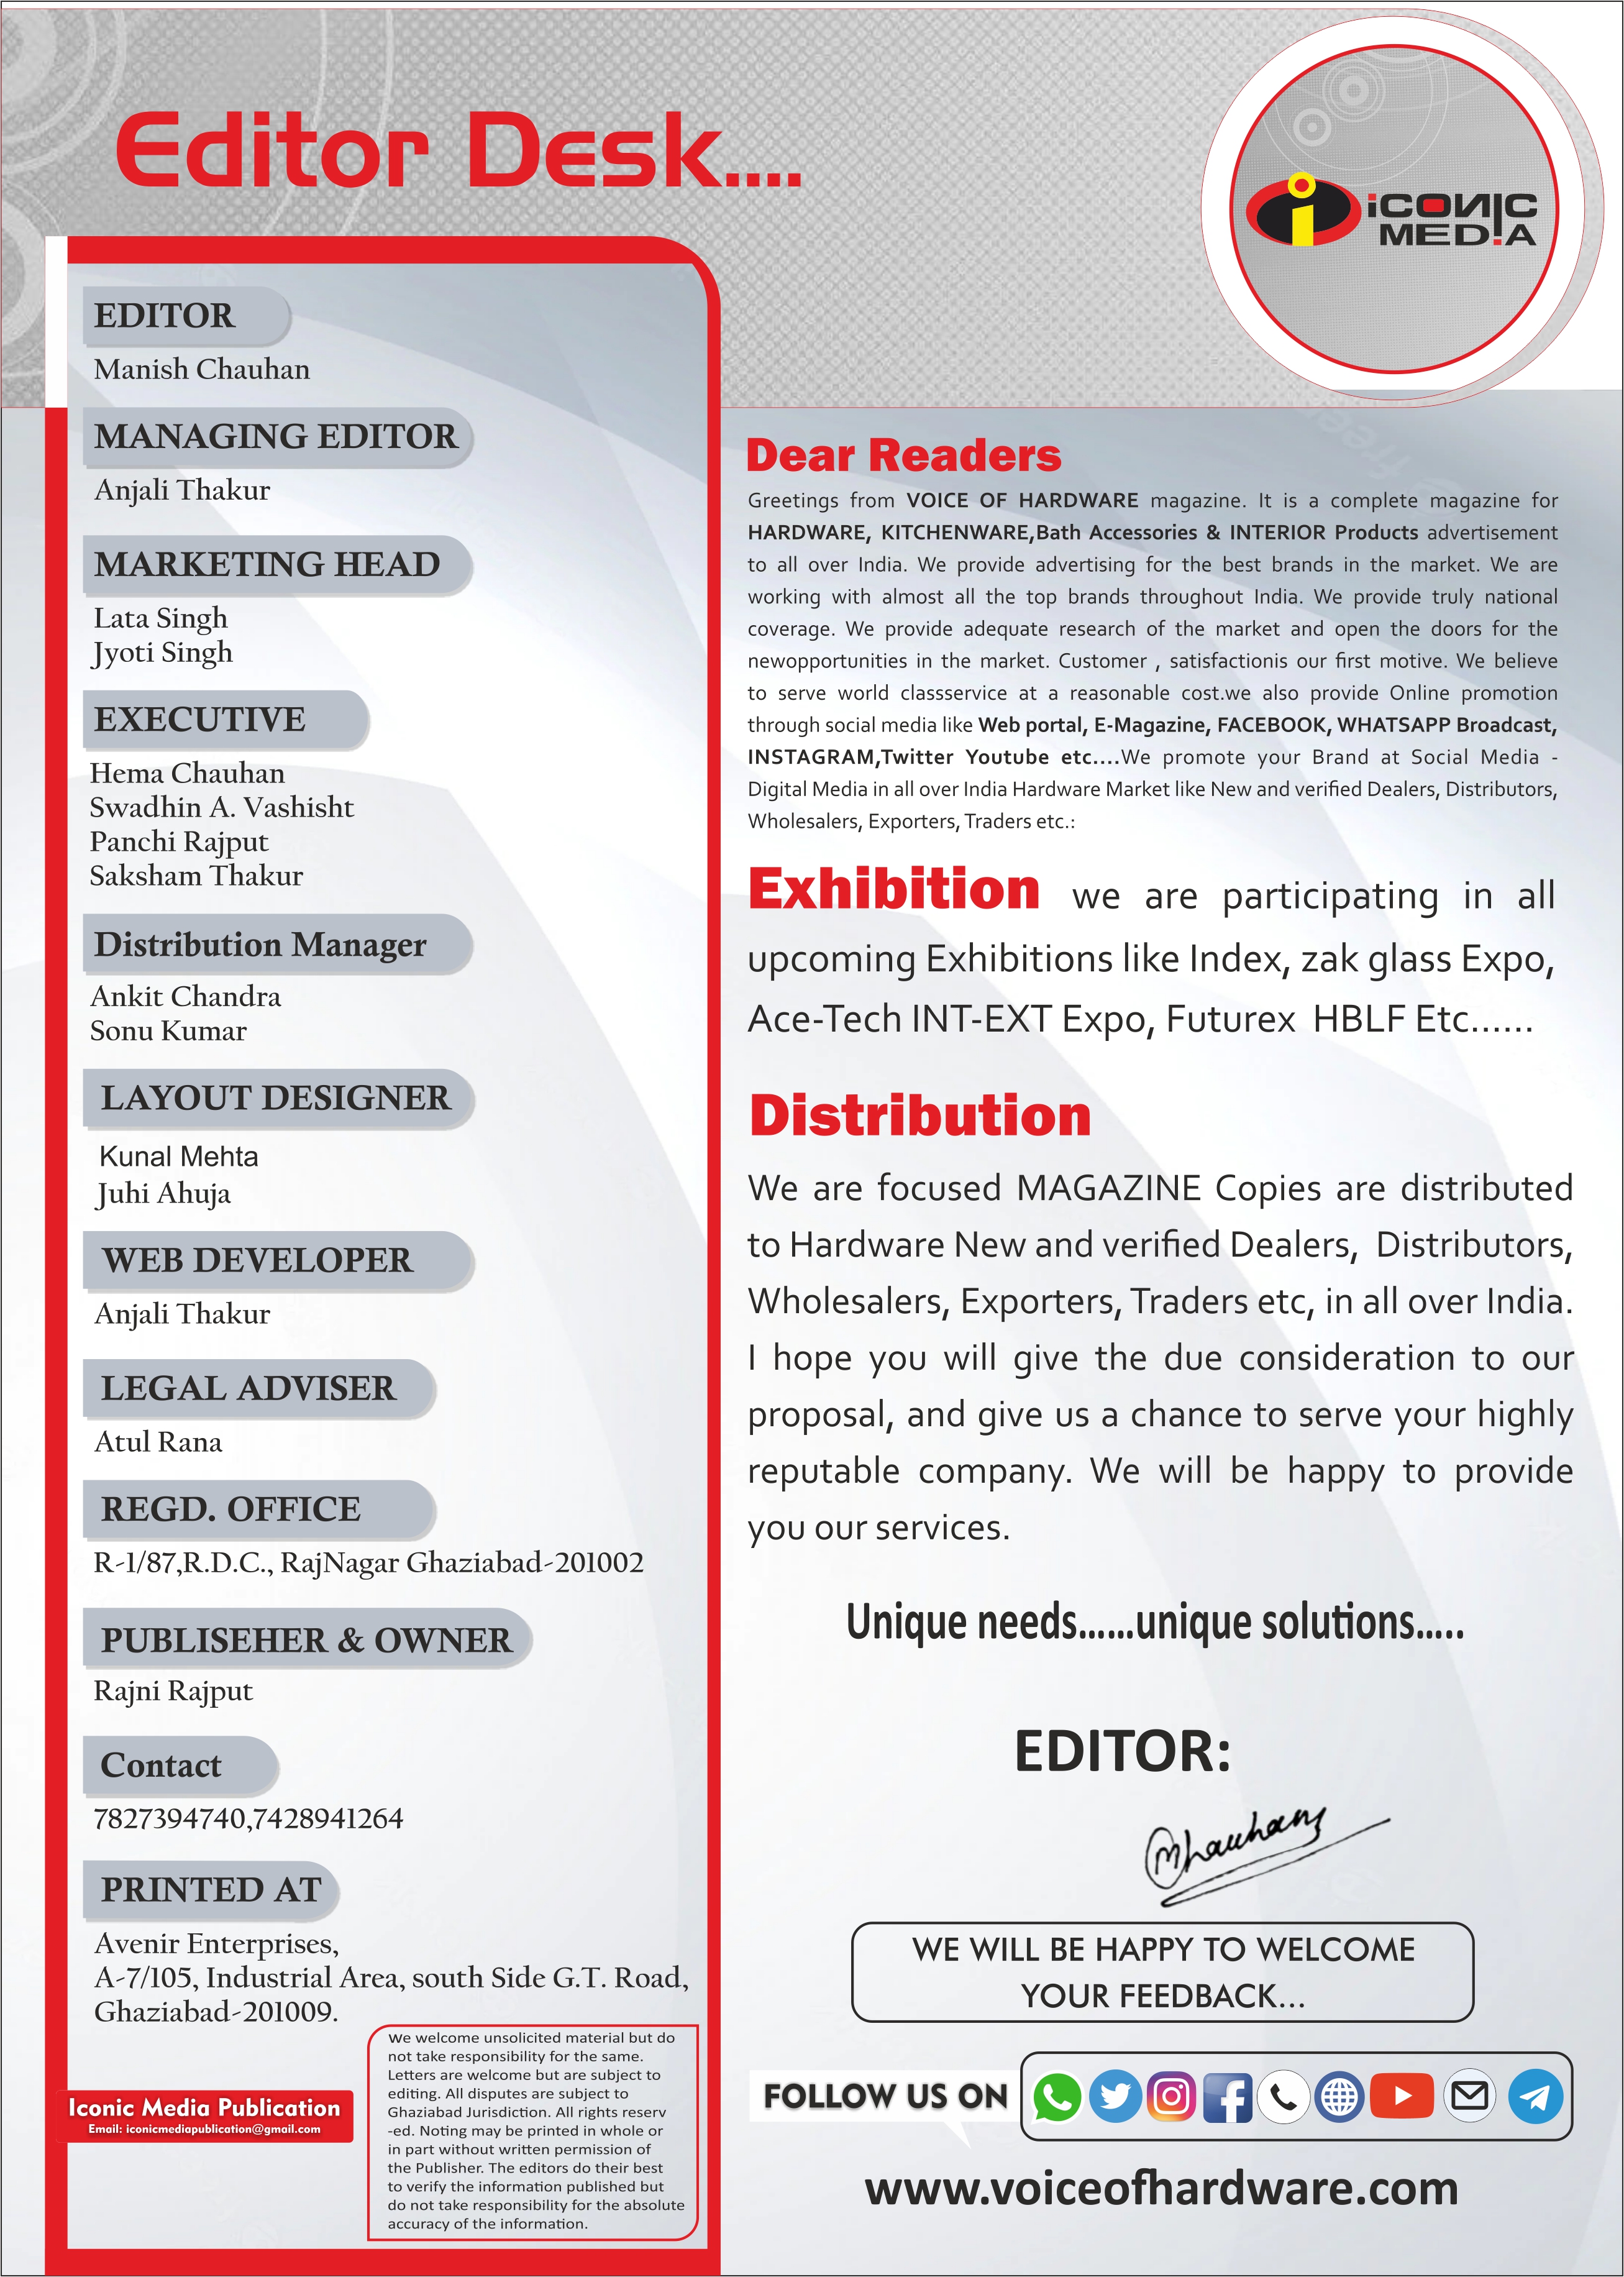 Editor Desk....
iCONIC
MEDIA
EDITOR
Manish Chauhan
MANAGING EDITOR
Anjali Thakur
MARKETING HEAD
Lata Singh
Jyoti Singh
EXECUTIVE
Hema Chauhan
Swadhin A. Vashisht
Panchi Rajput
Saksham Thakur
Distribution Manager
Ankit Chandra
Sonu Kumar
LAYOUT DESIGNER
Kunal Mehta
Juhi Ahuja
WEB DEVELOPER
Anjali Thakur
LEGAL ADVISER
Atul Rana
REGD. OFFICE
R-1/87,R.D.C., RajNagar Ghaziabad-201002
PUBLISEHER & OWNER
Rajni Rajput
Contact
7827394740,7428941264
PRINTED AT
Avenir Enterprises,
A-7/105, Industrial Area, south Side G.T. Road,
Ghaziabad-201009.
Iconic Media Publication
Email: iconicmediapublication@gmail.com
We welcome unsolicited material but do
not take responsibility for the same.
Letters are welcome but are subject to
editing. All disputes are subject to
Ghaziabad Jurisdiction. All rights reserv
-ed. Noting may be printed in whole or
in part without written permission of
the Publisher. The editors do their best
to verify the information published but
do not take responsibility for the absolute
accuracy of the information.
Dear Readers
Greetings from VOICE OF HARDWARE magazine. It is a complete magazine for
HARDWARE, KITCHENWARE,Bath Accessories & INTERIOR Products advertisement
to all over India. We provide advertising for the best brands in the market. We are
working with almost all the top brands throughout India. We provide truly national
coverage. We provide adequate research of the market and open the doors for the
newopportunities in the market. Customer , satisfactionis our first motive. We believe
to serve world classservice at a reasonable cost.we also provide Online promotion
through social media like Web portal, E-Magazine, FACEBOOK, WHATSAPP Broadcast,
INSTAGRAM,Twitter Youtube etc....We promote your Brand at Social Media -
Digital Media in all over India Hardware Market like New and verified Dealers, Distributors,
Wholesalers, Exporters, Traders etc.:
Exhibition we are participating in all
upcoming Exhibitions like Index, zak glass Expo,
Ace-Tech INT-EXT Expo, Futurex HBLF Etc......
Distribution
We are focused MAGAZINE Copies are distributed
to Hardware New and verified Dealers, Distributors,
Wholesalers, Exporters, Traders etc, in all over India.
I hope you will give the due consideration to our
proposal, and give us a chance to serve your highly
reputable company. We will be happy to provide
you our services.
Unique needs......unique solutions.....
EDITOR:
MChauhan
WE WILL BE HAPPY TO WELCOME
YOUR FEEDBACK...
FOLLOW US ON
www.voiceofhardware.com